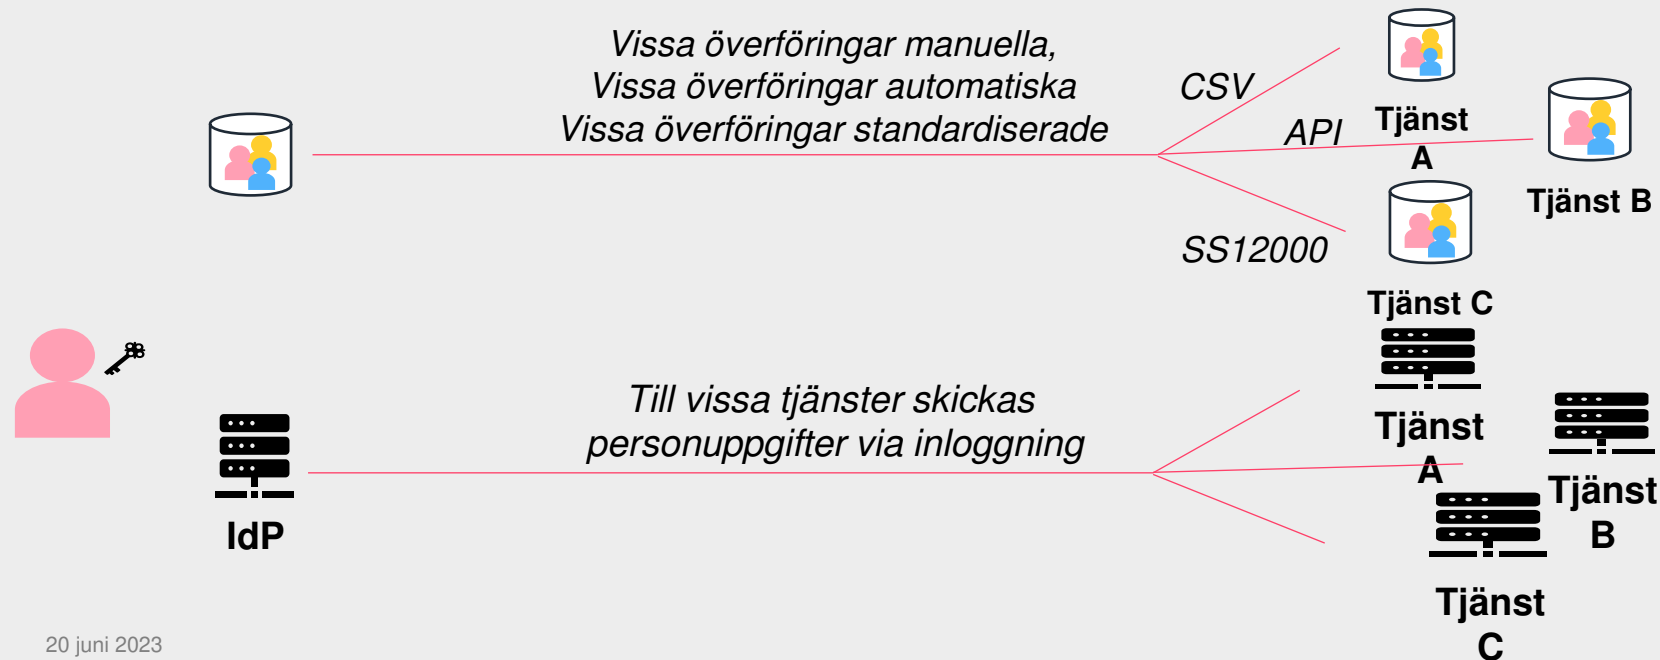 Vissa överföringar manuella,
Vissa överföringar automatiska
Vissa överföringar standardiserade
CSV
API
SS12000
Tjänst
A
Tjänst B
Tjänst C
Till vissa tjänster skickas
personuppgifter via inloggning
IdP
Tjänst
A
Tjänst
B
Tjänst
C
20 juni 2023